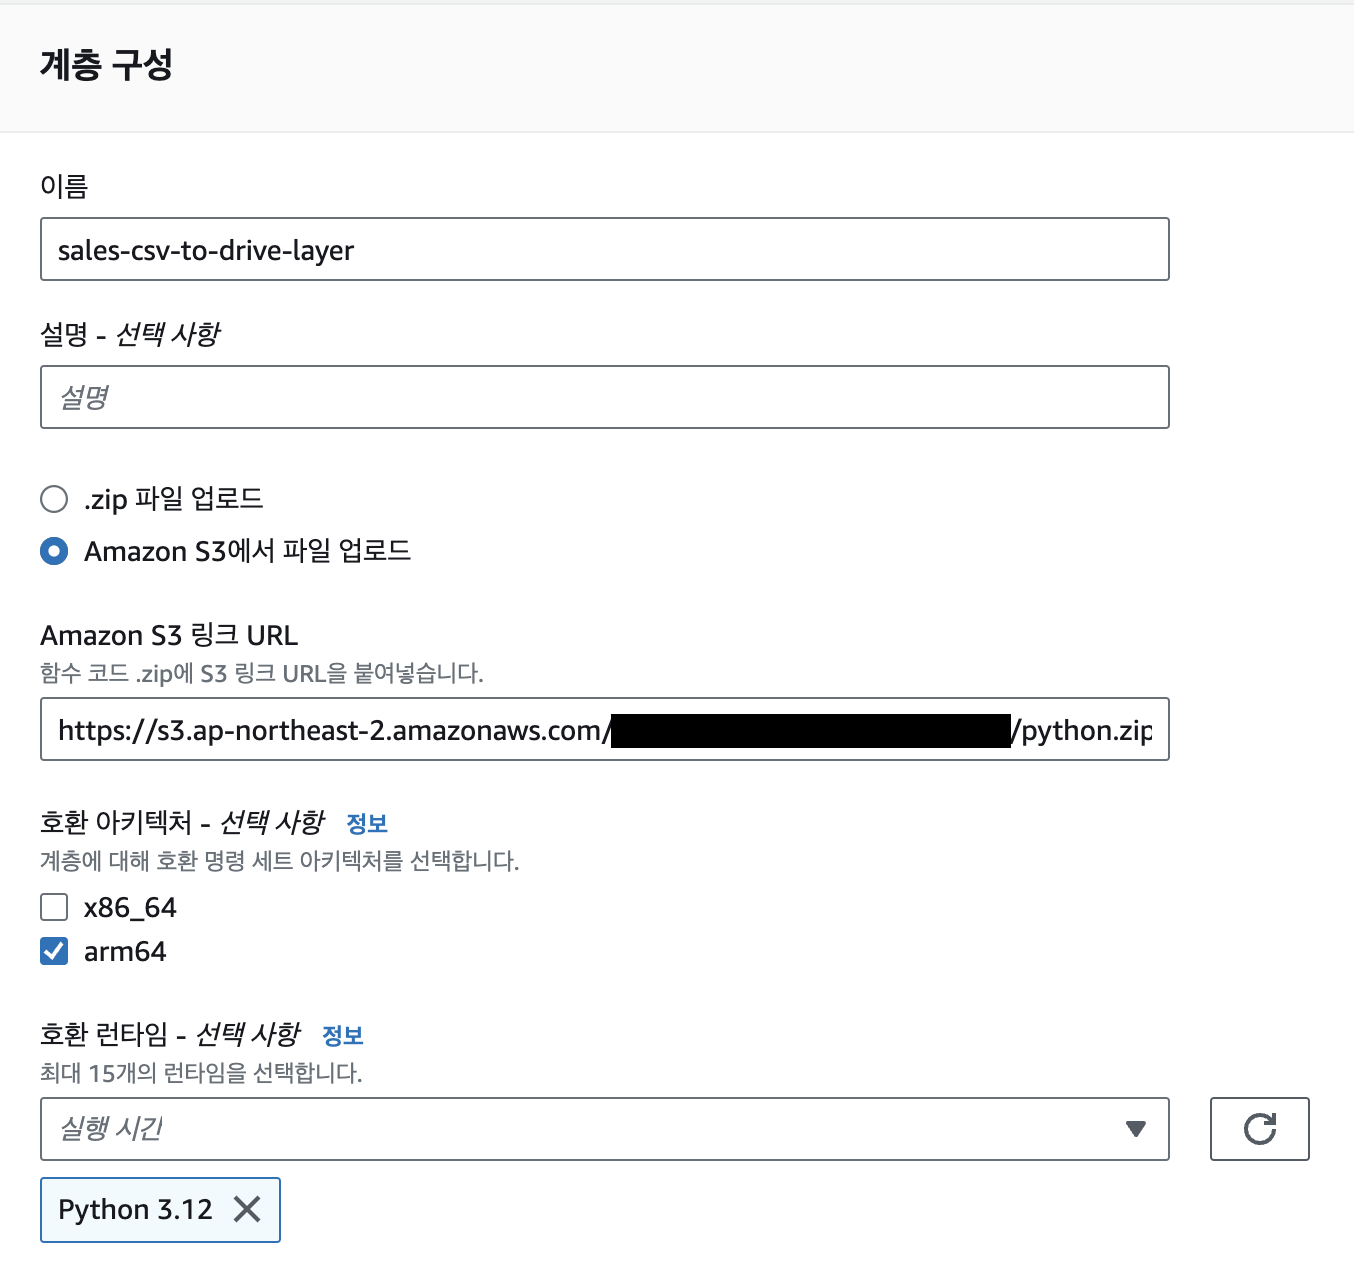 계층 구성
이름
sales-csv-to-drive-layer
설명 - 선택 사항
설명
.zip 파일 업로드
Amazon S3에서 파일 업로드
Amazon S3 링크 URL
함수 코드 .zip에 S3 링크 URL을 붙여넣습니다.
https://s3.ap-northeast-2.amazonaws.com/ /python.zip
호환 아키텍처 - 선택 사항 정보
계층에 대해 호환 명령 세트 아키텍처를 선택합니다.
x86_64
arm64
호환 런타임 - 선택 사항 정보
최대 15개의 런타임을 선택합니다.
실행 시간
Python 3.12